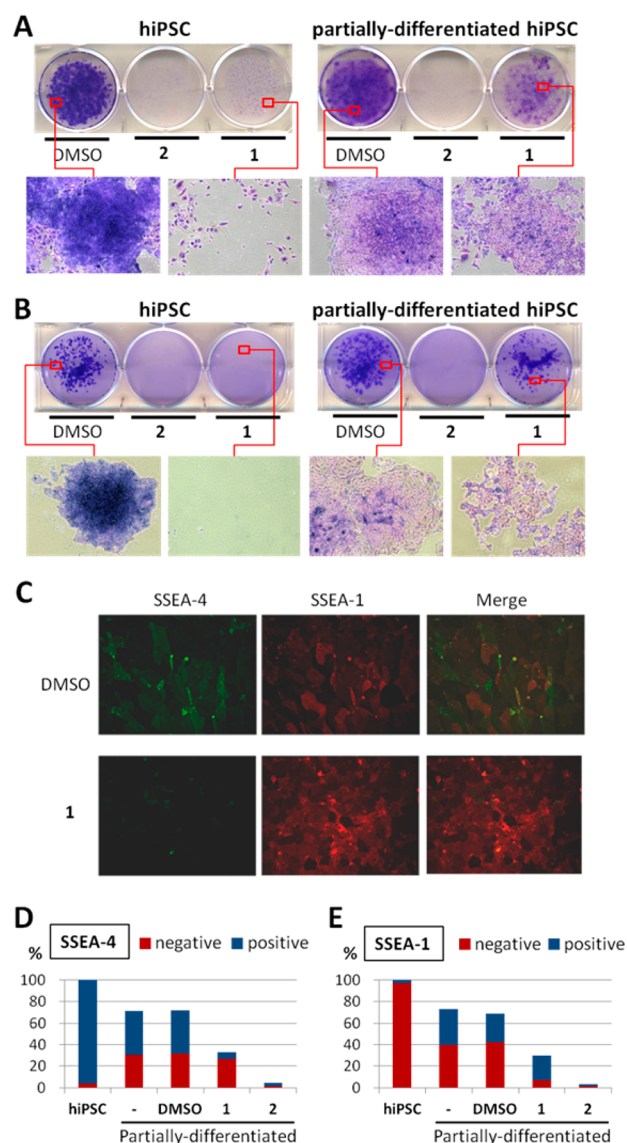 A
hiPSC partially-differentiated hiPSC
DMSO 2 1 DMSO 2 1
B
hiPSC partially-differentiated hiPSC
DMSO 2 1 DMSO 2 1
C
SSEA-4 SSEA-1 Merge
DMSO
1
D
SSEA-4 negative positive
%
100
80
60
40
20
0
hiPSC - DMSO 1 2
Partially-differentiated
E
SSEA-1 negative positive
%
100
80
60
40
20
0
hiPSC - DMSO 1 2
Partially-differentiated